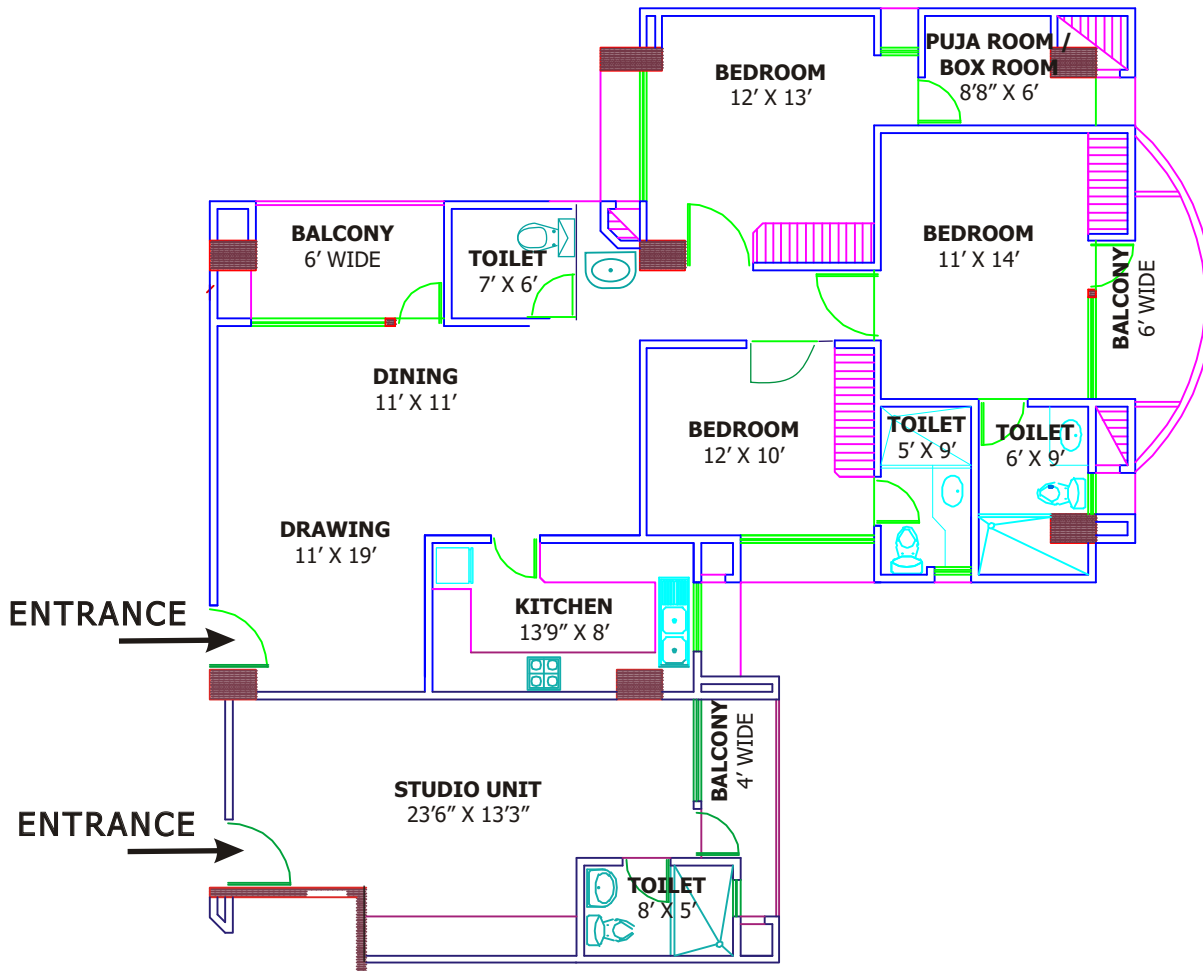 PUJA ROOM /
BOX ROOM
8’8” X 6’
BEDROOM
12’ X 13’
BALCONY
6’ WIDE
TOILET
7’ X 6’
BEDROOM
11’ X 14’
BALCONY
6’ WIDE
DINING
11’ X 11’
BEDROOM
12’ X 10’
TOILET
5’ X 9’
TOILET
6’ X 9’
DRAWING
11’ X 19’
ENTRANCE
KITCHEN
13’9” X 8’
BALCONY
4’ WIDE
STUDIO UNIT
23’6” X 13’3”
ENTRANCE
TOILET
8’ X 5’